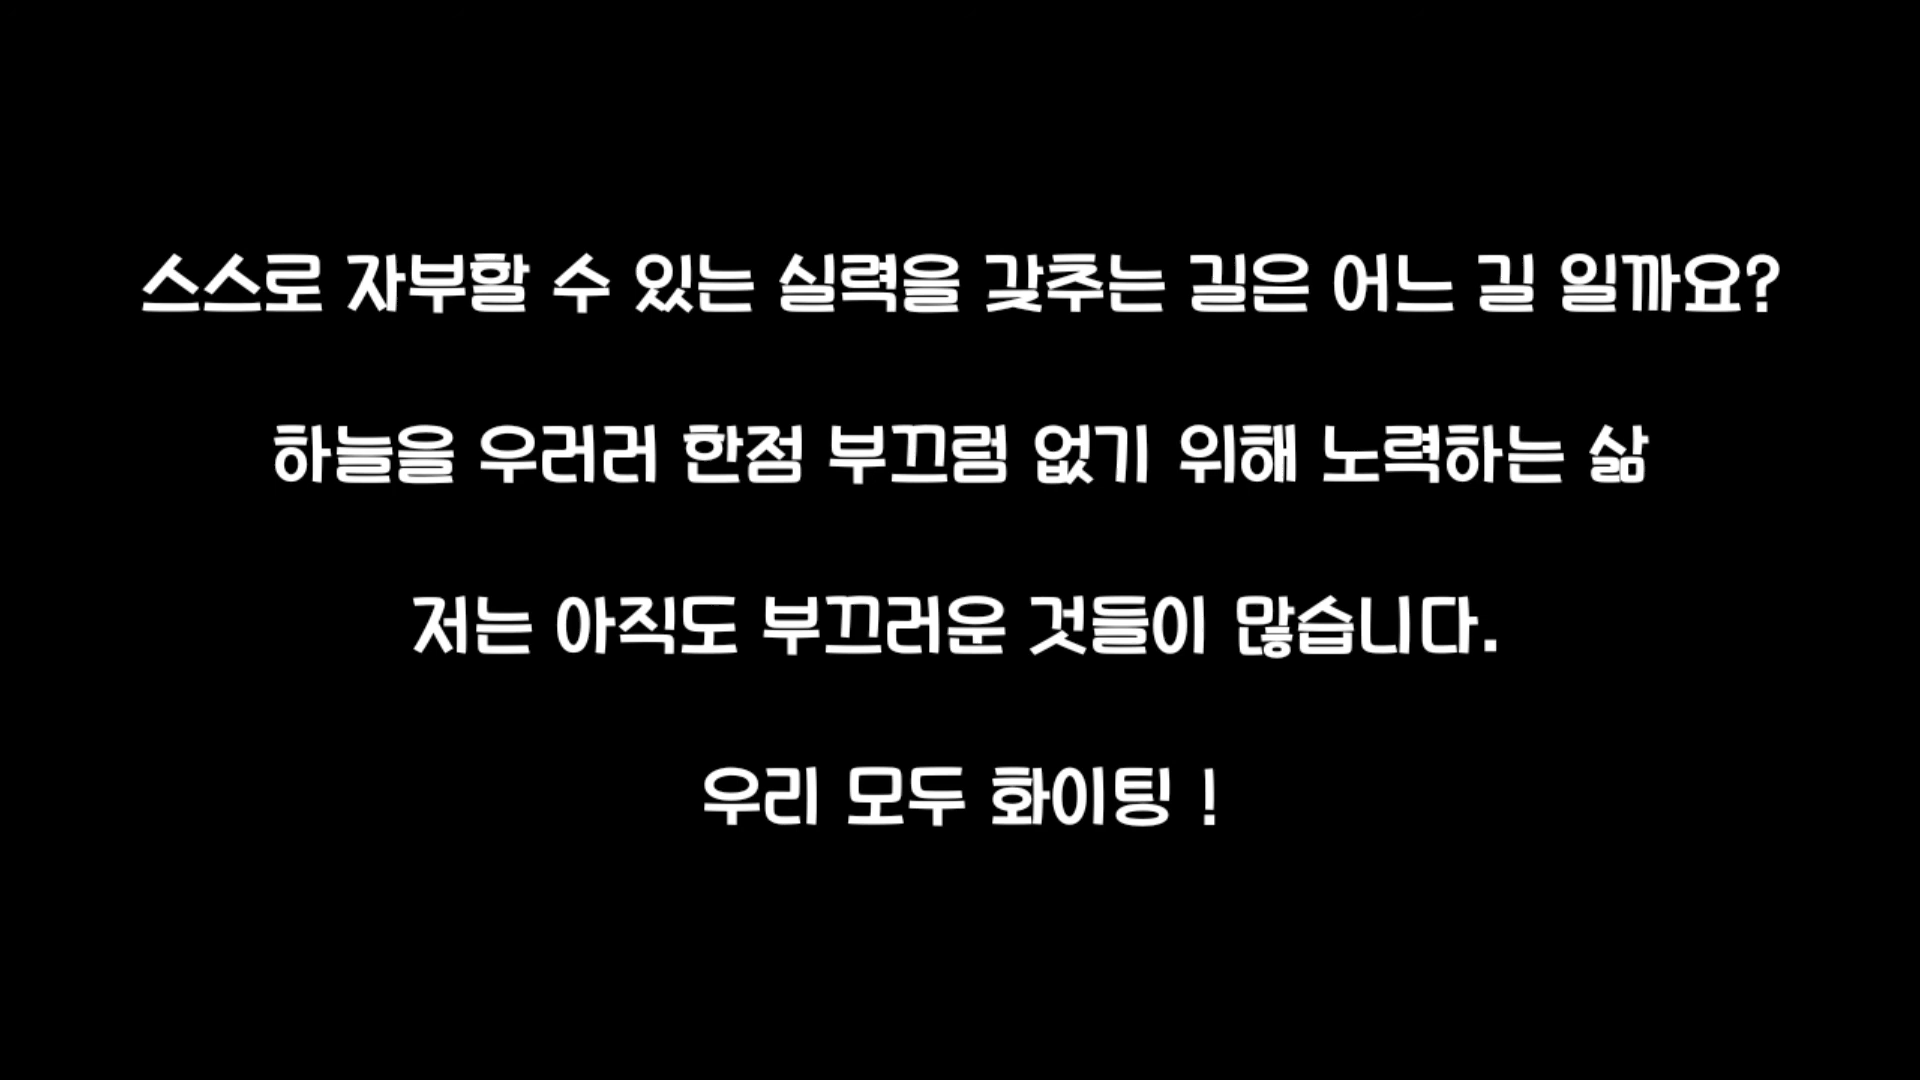 스스로 자부할 수 있는 실력을 갖추는 길은 어느 길 일까요?
하늘을 우러러 한점 부끄럼 없기 위해 노력하는 삶
저는 아직도 부끄러운 것들이 많습니다.
우리 모두 화이팅 !